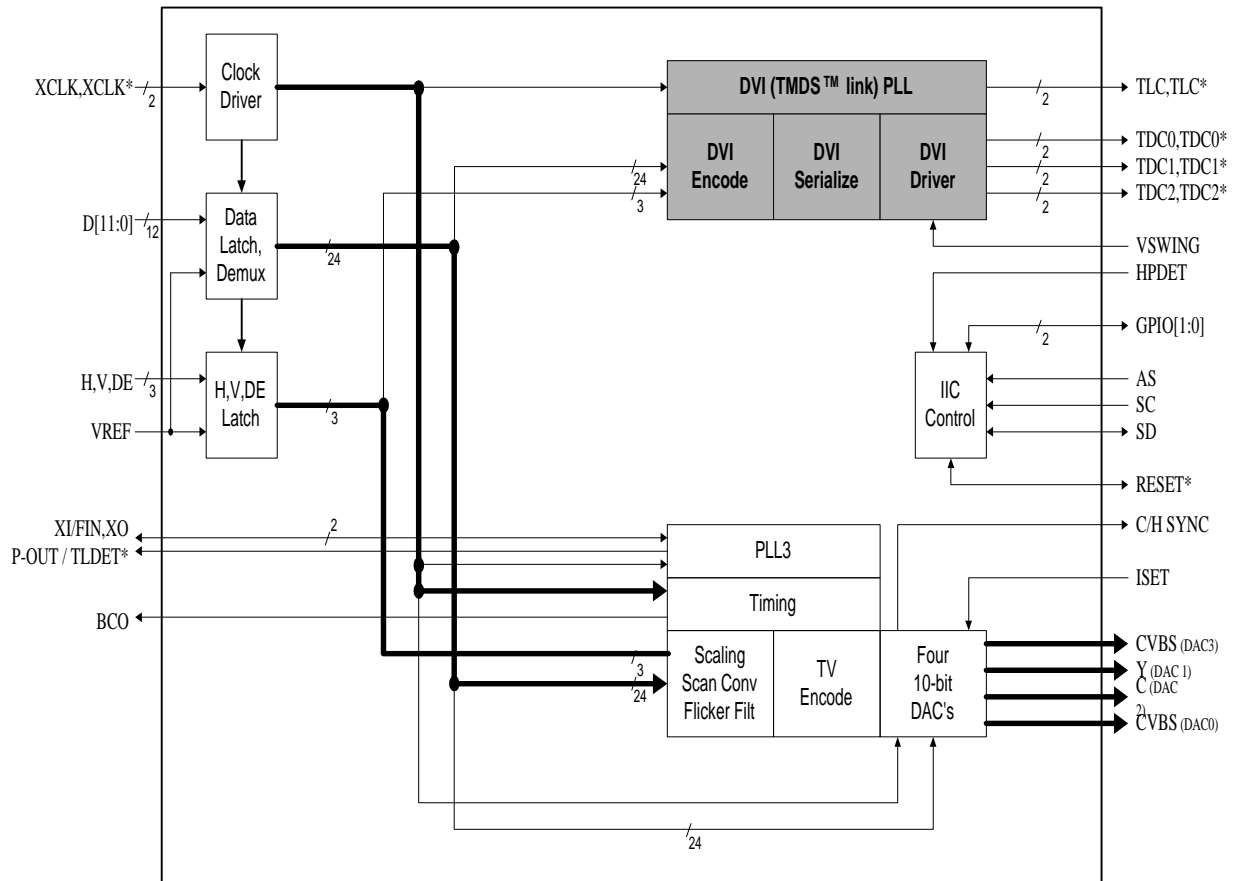 XCLK,XCLK*
2
Clock
Driver
DVI (TMDS™ link) PLL
2
TLC,TLC*
DVI
Encode
DVI
Serialize
DVI
Driver
24
3
2
TDC0,TDC0*
2
TDC1,TDC1*
2
TDC2,TDC2*
D[11:0]
12
Data
Latch,
Demux
24
VSWING
HPDET
2
GPIO[1:0]
H,V,DE
3
H,V,DE
Latch
3
VREF
IIC
Control
AS
SC
SD
RESET*
XI/FIN,XO
2
P-OUT / TLDET*
PLL3
C/H SYNC
Timing
ISET
BCO
3
24
Scaling
Scan Conv
Flicker Filt
TV
Encode
Four
10-bit
DAC's
CVBS (DAC3)
Y (DAC 1)
C (DAC
2)
CVBS (DAC0)
24